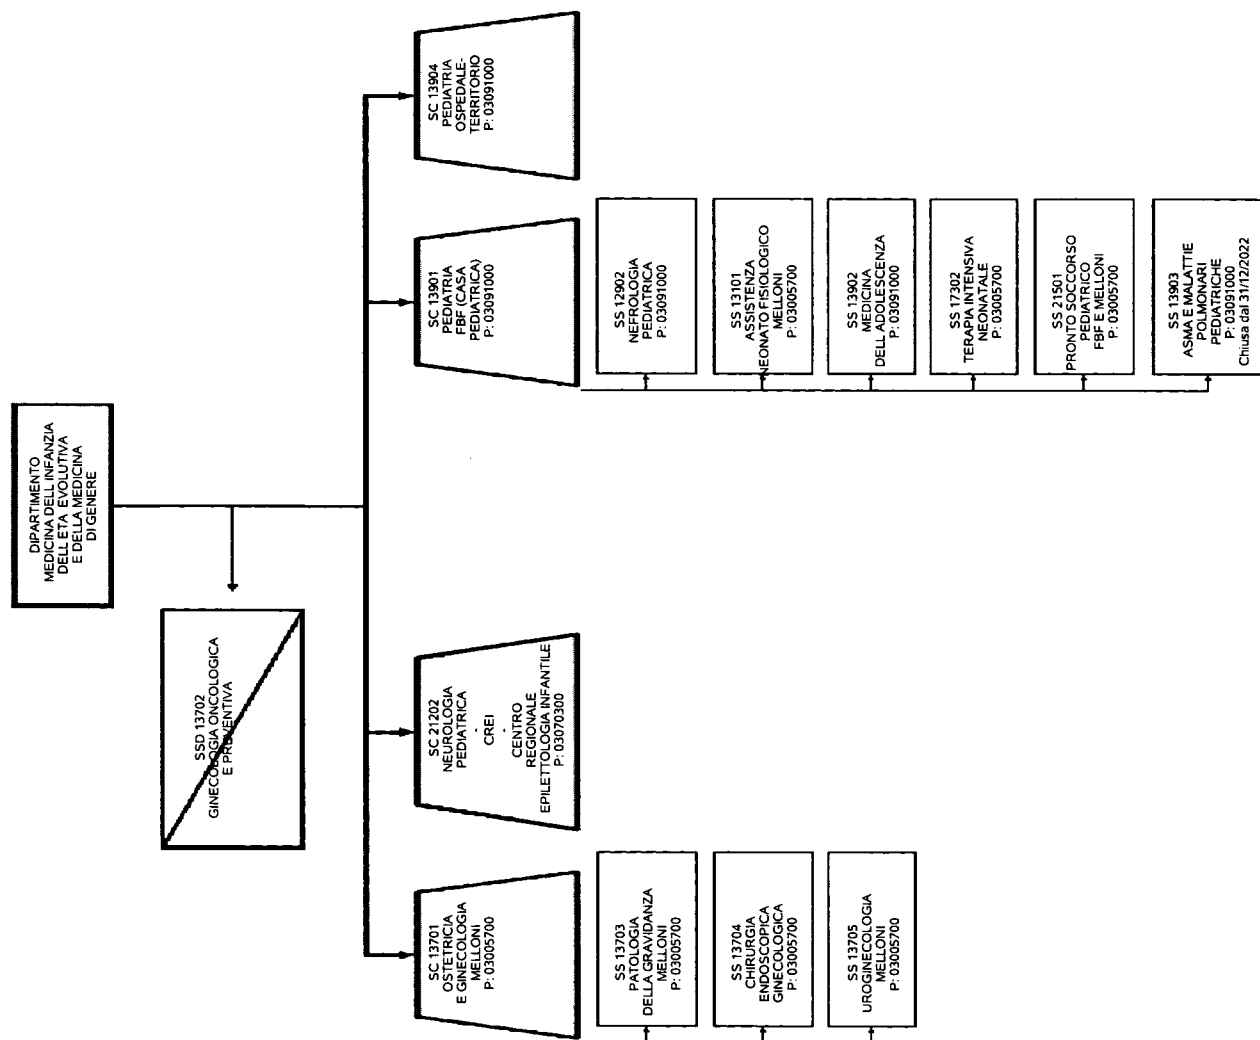 DIPARTIMENTO
MEDICINA DELL INFANZIA
DELL ETA  EVOLUTIVA
E DELLA MEDICINA
DI GENERE
SSD 13702
GINECOLOGIA ONCOLOGICA
E PREVENTIVA
SC 13701
OSTETRICIA
E GINECOLOGIA
MELLONI
P: 03005700
SC 21202
NEUROLOGIA
PEDIATRICA
-
CREI
-
CENTRO
REGIONALE
EPILETTOLOGIA INFANTILE
P: 03070300
SC 13901
PEDIATRIA
FBF (CASA
PEDIATRICA)
P: 03091000
SC 13904
PEDIATRIA
OSPEDALE-
TERRITORIO
P: 03091000
SS 13703
PATOLOGIA
DELLA GRAVIDANZA
MELLONI
P: 03005700
SS 13704
CHIRURGIA
ENDOSCOPICA
GINECOLOGICA
P: 03005700
SS 13705
UROGINECOLOGIA
MELLONI
P: 03005700
SS 12902
NEFROLOGIA
PEDIATRICA
P: 03091000
SS 13101
ASSISTENZA
NEONATO FISIOLOGICO
MELLONI
P: 03005700
SS 13902
MEDICINA
DELL ADOLESCENZA
P: 03091000
SS 17302
TERAPIA INTENSIVA
NEONATALE
P: 03005700
SS 21501
PRONTO SOCCORSO
PEDIATRICO
FBF E MELLONI
P: 03005700
SS 13903
ASMA E MALATTIE
POLMONARI
PEDIATRICHE
P: 03091000
Chiusa dal 31/12/2022